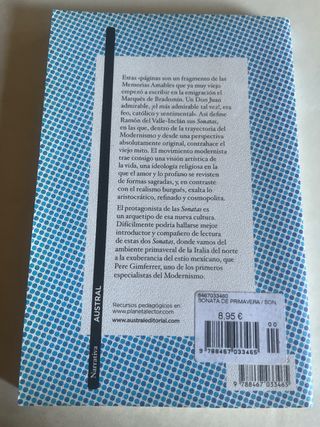 Estas «páginas son un fragmento de las
Memorias Amables que ya muy viejo
empezó a escribir en la emigración el
Marqués de Bradomín. Un Don Juan
admirable, ¡el más admirable tal vez!, era
feo, católico y sentimental». Así define
Ramón del Valle-Inclán sus Sonatas,
en las que, dentro de la trayectoria del
Modernismo y desde una perspectiva
absolutamente original, contrahace el
viejo mito. El movimiento modernista
trae consigo una visión artística de
la vida, una ideología religiosa en la
que el amor y lo profano se revisten
de formas sagradas, y, en contraste
con el realismo burgués, exalta lo
aristocrático, refinado y cosmopolita.
El protagonista de las Sonatas es
un arquetipo de esa nueva cultura.
Difícilmente podría hallarse mejor
introductor y compañero de lectura
de estas dos Sonatas, donde vamos del
ambiente primaveral de la Italia del norte
a la exuberancia del estío mexicano, que
Pere Gimferrer, uno de los primeros
especialistas del Modernismo.
Recursos pedagógicos en:
www.planetalector.com
www.australeditorial.com
Narrativa
AUSTRAL
8467033460
SONATA DE PRIMAVERA / SON
8,95 €
00
9 788467 033465
9 788467 033465